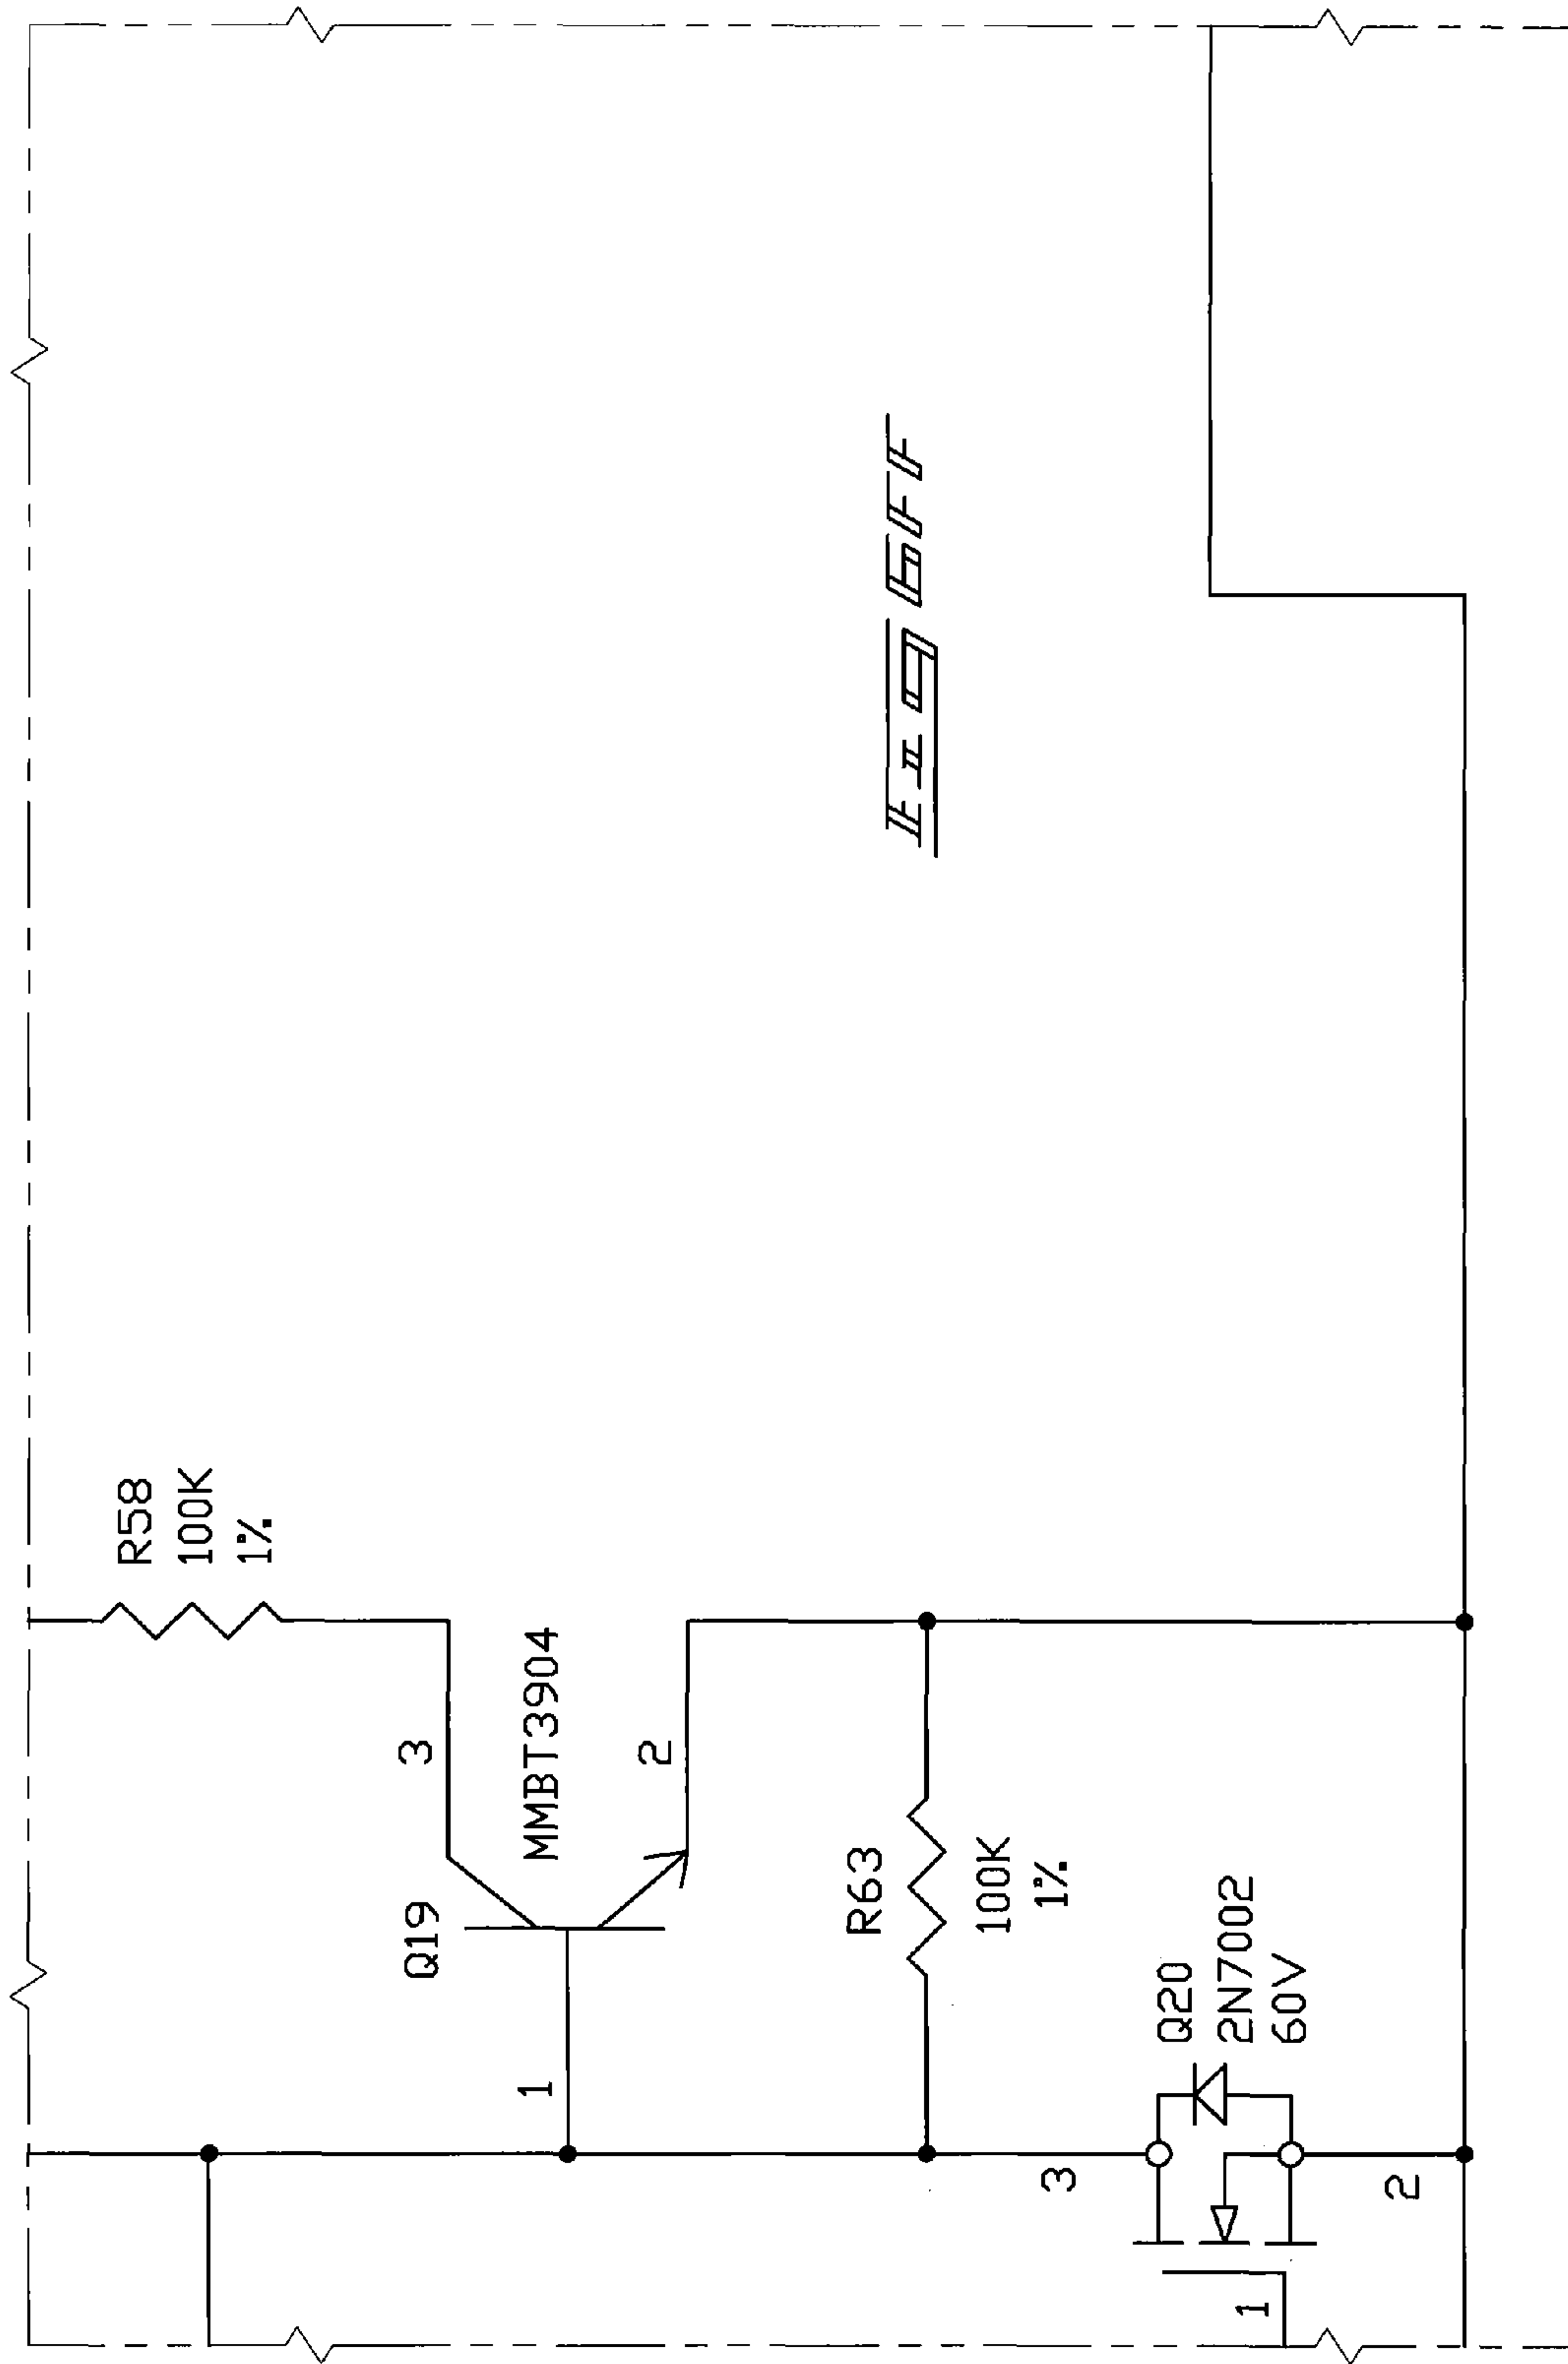 R58
100K
1%
3
Q19
MMBT3904
1
2
R63
100K
1%
3
Q20
2N7002
60V
1
2
FIG 6FF